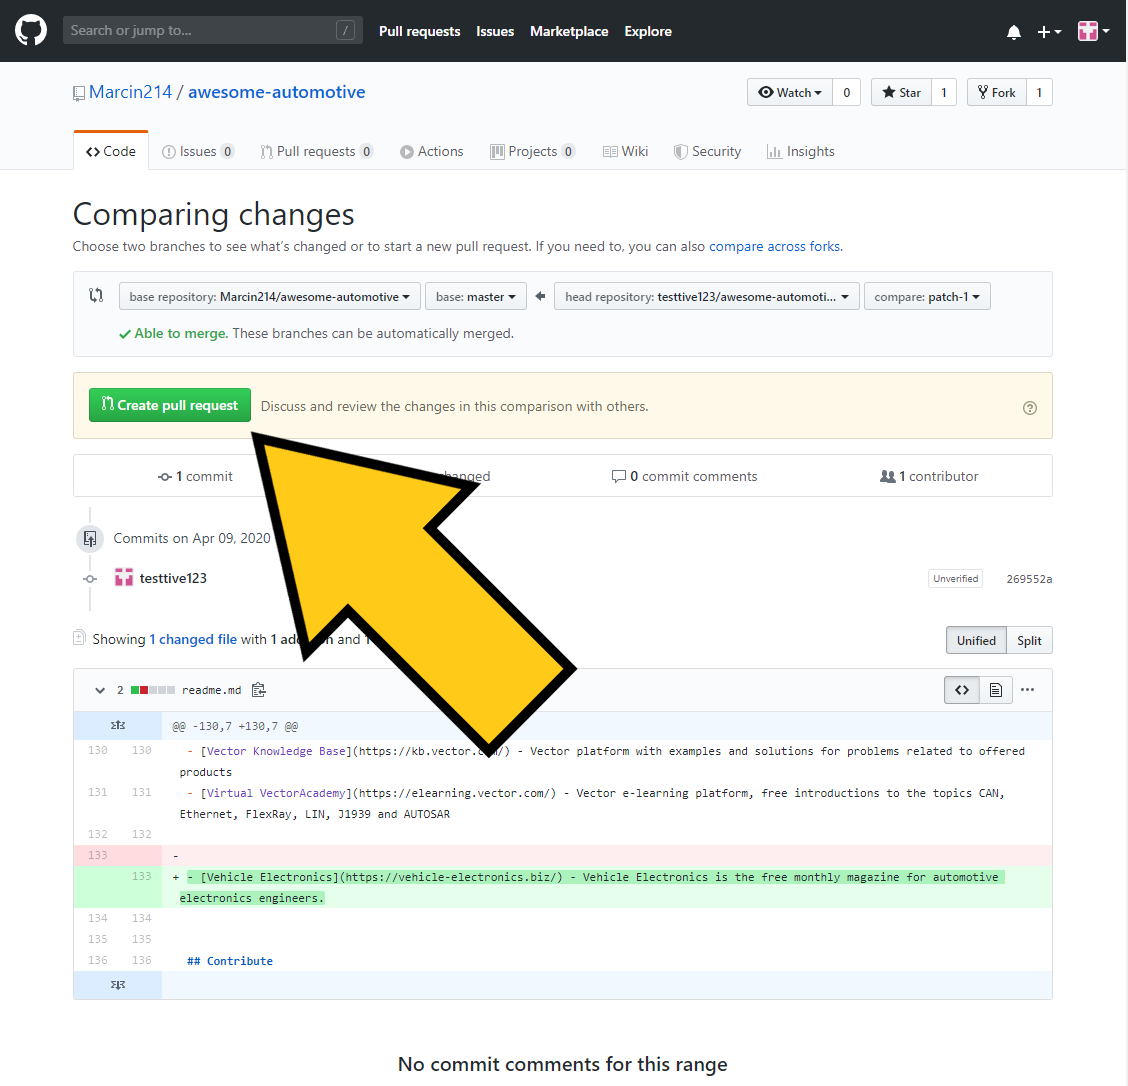 Search or jump to... / Pull requests Issues Marketplace Explore
Marcin214 / awesome-automotive Watch 0 Star 1 Fork 1
Code Issues 0 Pull requests 0 Actions Projects 0 Wiki Security Insights
Comparing changes
Choose two branches to see what's changed or to start a new pull request. If you need to, you can also compare across forks.
base repository: Marcin214/awesome-automotive base: master head repository: testtive123/awesome-automoti... compare: patch-1
Able to merge. These branches can be automatically merged.
Create pull request Discuss and review the changes in this comparison with others.
1 commit 0 commit comments 1 contributor
Commits on Apr 09, 2020
testtive123 Unverified 269552a
Showing 1 changed file with 1 and Unified Split
2 readme.md
@@ -130,7 +130,7 @@
130 130 - [Vector Knowledge Base](https://kb.vector.com/) - Vector platform with examples and solutions for problems related to offered
products
131 131 - [Virtual VectorAcademy](https://elearning.vector.com/) - Vector e-learning platform, free introductions to the topics CAN,
Ethernet, FlexRay, LIN, J1939 and AUTOSAR
132 132
133 -
133 + - [Vehicle Electronics](https://vehicle-electronics.biz/) - Vehicle Electronics is the free monthly magazine for automotive
electronics engineers.
134 134
135 135
136 136 ## Contribute
No commit comments for this range